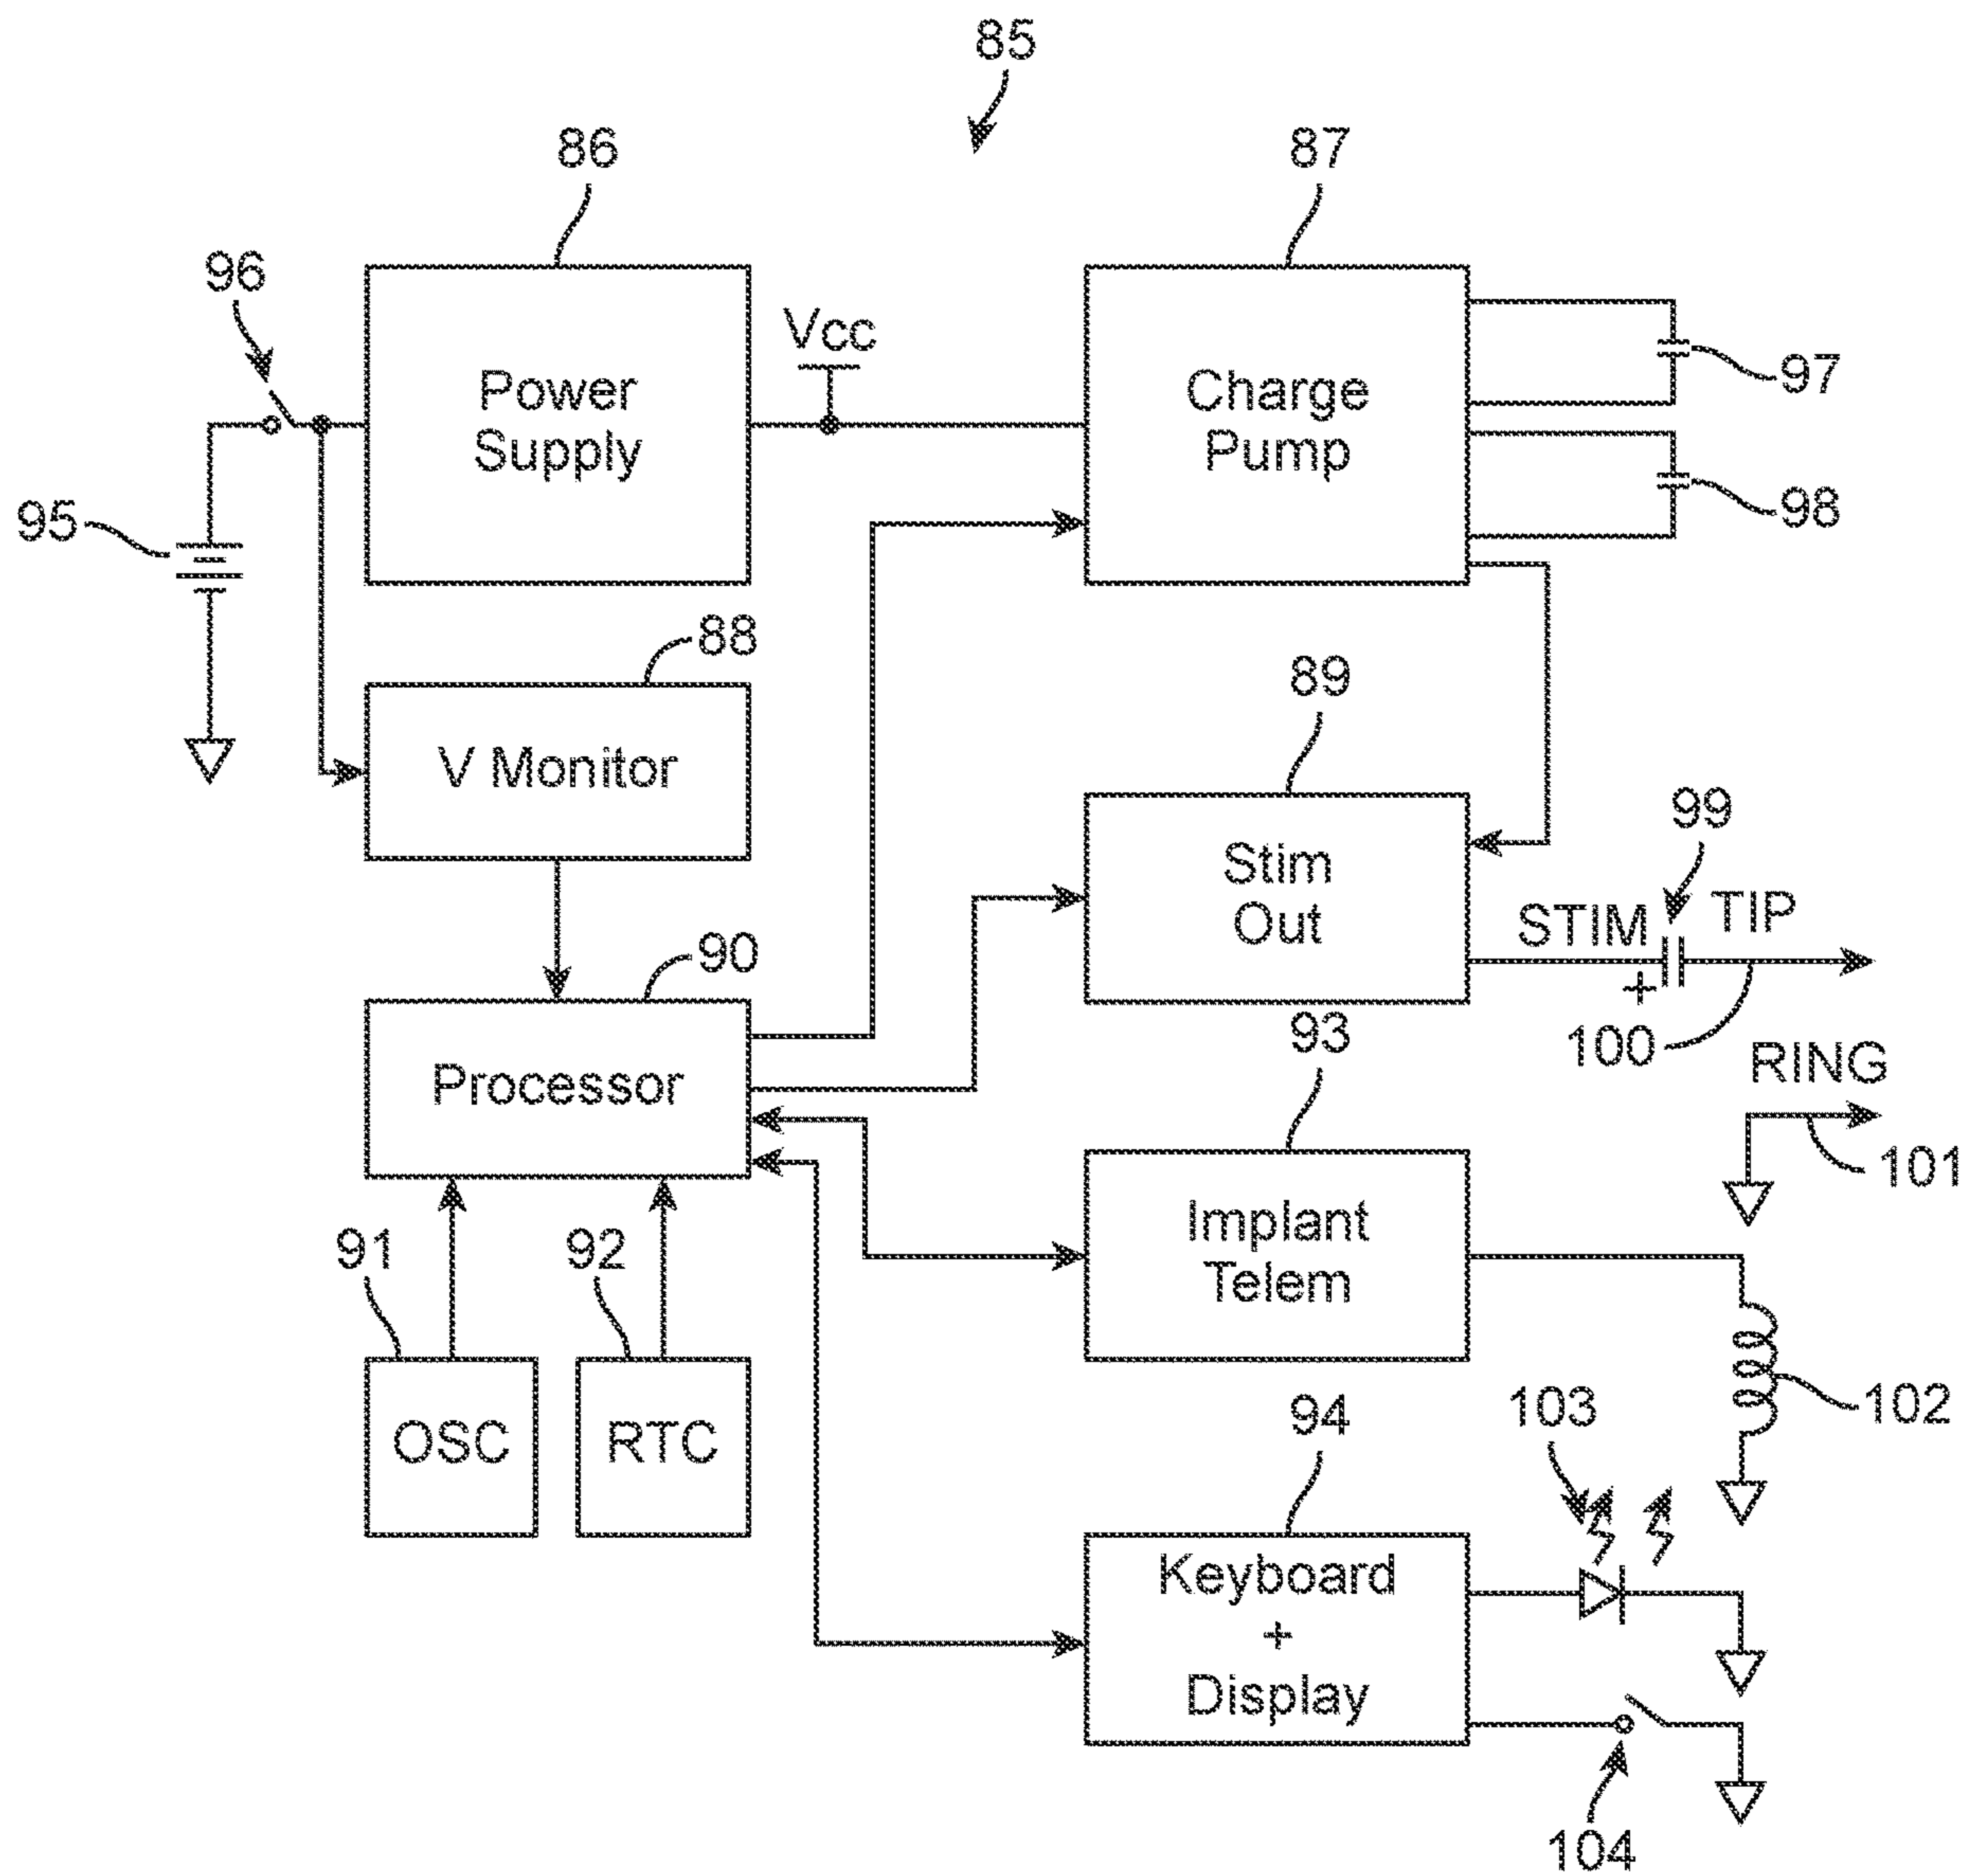 85
86
87
96
Vcc
Power
Supply
Charge
Pump
97
98
95
88
89
V Monitor
99
Stim
Out
STIM
TIP
+
90
100
93
RING
Processor
101
91
92
Implant
Telem
102
OSC
RTC
94
103
Keyboard
+
Display
104